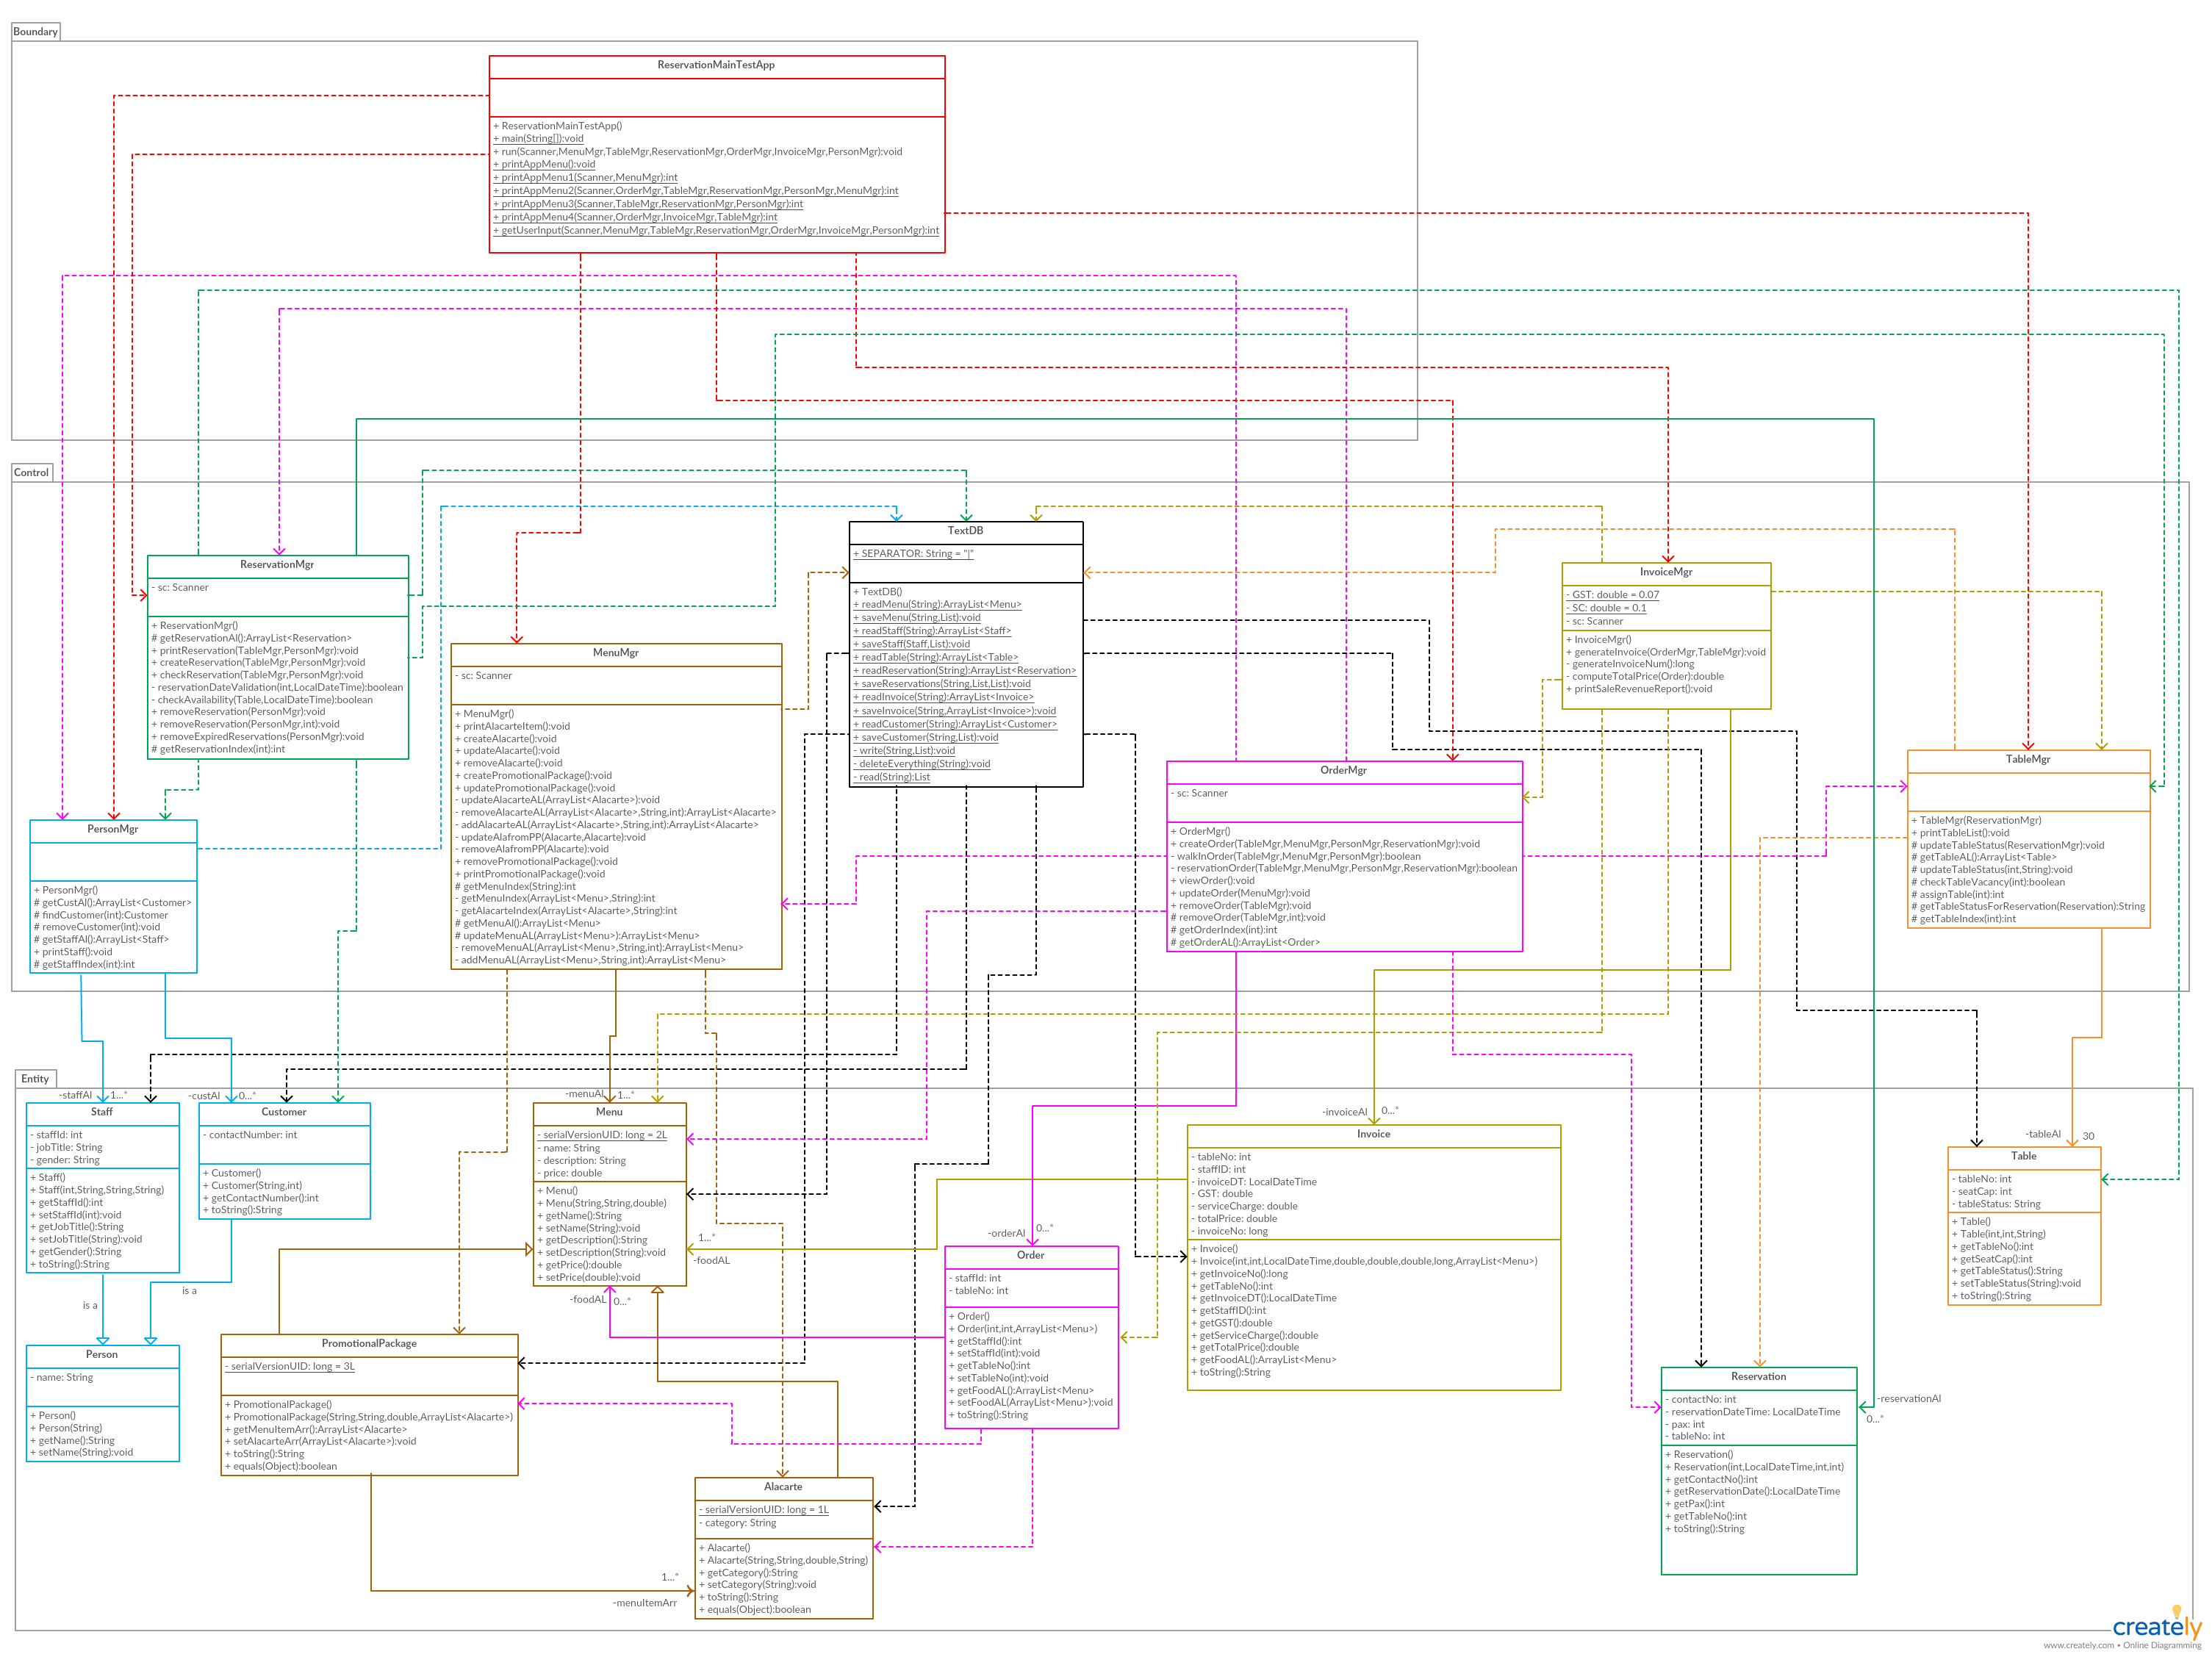 Boundary
ReservationMainTestApp
+ ReservationMainTestApp()
+ main(String[]):void
+ run(Scanner,MenuMgr,TableMgr,ReservationMgr,OrderMgr,InvoiceMgr,PersonMgr):void
+ printAppMenu():void
+ printAppMenu1(Scanner,MenuMgr):int
+ printAppMenu2(Scanner,OrderMgr,TableMgr,ReservationMgr,PersonMgr,MenuMgr):int
+ printAppMenu3(Scanner,TableMgr,ReservationMgr,PersonMgr):int
+ printAppMenu4(Scanner,OrderMgr,InvoiceMgr,TableMgr):int
+ getUserInput(Scanner,MenuMgr,TableMgr,ReservationMgr,OrderMgr,InvoiceMgr,PersonMgr):int
Control
ReservationMgr
- sc: Scanner
+ ReservationMgr()
# getReservationAl():ArrayList<Reservation>
+ printReservation(TableMgr,PersonMgr):void
+ createReservation(TableMgr,PersonMgr):void
+ checkReservation(TableMgr,PersonMgr):void
- reservationDateValidation(int,LocalDateTime):boolean
- checkAvailability(Table,LocalDateTime):boolean
+ removeReservation(PersonMgr):void
+ removeReservation(PersonMgr,int):void
+ removeExpiredReservations(PersonMgr):void
# getReservationIndex(int):int
PersonMgr
+ PersonMgr()
# getCustAl():ArrayList<Customer>
# findCustomer(int):Customer
# removeCustomer(int):void
# getStaffAl():ArrayList<Staff>
+ printStaff():void
# getStaffIndex(int):int
MenuMgr
- sc: Scanner
+ MenuMgr()
+ printAlacarteItem():void
+ createAlacarte():void
+ updateAlacarte():void
+ removeAlacarte():void
+ createPromotionalPackage():void
+ updatePromotionalPackage():void
- updateAlacarteAL(ArrayList<Alacarte>):void
- removeAlacarteAL(ArrayList<Alacarte>,String,int):ArrayList<Alacarte>
- addAlacarteAL(ArrayList<Alacarte>,String,int):ArrayList<Alacarte>
- updateAlafromPP(Alacarte,Alacarte):void
- removeAlafromPP(Alacarte):void
+ removePromotionalPackage():void
+ printPromotionalPackage():void
# getMenuIndex(String):int
- getMenuIndex(ArrayList<Menu>,String):int
- getAlacarteIndex(ArrayList<Alacarte>,String):int
# getMenuAl():ArrayList<Menu>
# updateMenuAL(ArrayList<Menu>):ArrayList<Menu>
- removeMenuAL(ArrayList<Menu>,String,int):ArrayList<Menu>
- addMenuAL(ArrayList<Menu>,String,int):ArrayList<Menu>
TextDB
+ SEPARATOR: String = "|"
+ TextDB()
+ readMenu(String):ArrayList<Menu>
+ saveMenu(String,List):void
+ readStaff(String):ArrayList<Staff>
+ saveStaff(Staff,List):void
+ readTable(String):ArrayList<Table>
+ readReservation(String):ArrayList<Reservation>
+ saveReservations(String,List,List):void
+ readInvoice(String):ArrayList<Invoice>
+ saveInvoice(String,ArrayList<Invoice>):void
+ readCustomer(String):ArrayList<Customer>
+ saveCustomer(String,List):void
- write(String,List):void
- deleteEverything(String):void
- read(String):List
OrderMgr
- sc: Scanner
+ OrderMgr()
+ createOrder(TableMgr,MenuMgr,PersonMgr,ReservationMgr):void
- walkInOrder(TableMgr,MenuMgr,PersonMgr):boolean
- reservationOrder(TableMgr,MenuMgr,PersonMgr,ReservationMgr):boolean
+ viewOrder():void
+ updateOrder(MenuMgr):void
+ removeOrder(TableMgr):void
# removeOrder(TableMgr,int):void
# getOrderIndex(int):int
# getOrderAL():ArrayList<Order>
InvoiceMgr
- GST: double = 0.07
- SC: double = 0.1
- sc: Scanner
+ InvoiceMgr()
+ generateInvoice(OrderMgr,TableMgr):void
- generateInvoiceNum():long
- computeTotalPrice(Order):double
+ printSaleRevenueReport():void
TableMgr
+ TableMgr(ReservationMgr)
+ printTableList():void
# updateTableStatus(ReservationMgr):void
# getTableAL():ArrayList<Table>
# updateTableStatus(int,String):void
# checkTableVacancy(int):boolean
# assignTable(int):int
# getTableStatusForReservation(Reservation):String
# getTableIndex(int):int
Entity
-staffAl 1...*
Staff
- staffId: int
- jobTitle: String
- gender: String
+ Staff()
+ Staff(int,String,String,String)
+ getStaffId():int
+ setStaffId(int):void
+ getJobTitle():String
+ setJobTitle(String):void
+ getGender():String
+ toString():String
is a
-custAl 0...*
Customer
- contactNumber: int
+ Customer()
+ Customer(String,int)
+ getContactNumber():int
+ toString():String
is a
Person
- name: String
+ Person()
+ Person(String)
+ getName():String
+ setName(String):void
-menuAL 1...*
Menu
- serialVersionUID: long = 2L
- name: String
- description: String
- price: double
+ Menu()
+ Menu(String,String,double)
+ getName():String
+ setName(String):void
+ getDescription():String
+ setDescription(String):void
+ getPrice():double
+ setPrice(double):void
1...*
-foodAL
-foodAL 0...*
PromotionalPackage
- serialVersionUID: long = 3L
+ PromotionalPackage()
+ PromotionalPackage(String,String,double,ArrayList<Alacarte>)
+ getMenuItemArr():ArrayList<Alacarte>
+ setAlacarteArr(ArrayList<Alacarte>):void
+ toString():String
+ equals(Object):boolean
1...*
-menuItemArr
Alacarte
- serialVersionUID: long = 1L
- category: String
+ Alacarte()
+ Alacarte(String,String,double,String)
+ getCategory():String
+ setCategory(String):void
+ toString():String
+ equals(Object):boolean
-orderAl 0...*
Order
- staffId: int
- tableNo: int
+ Order()
+ Order(int,int,ArrayList<Menu>)
+ getStaffId():int
+ setStaffId(int):void
+ getTableNo():int
+ setTableNo(int):void
+ getFoodAL():ArrayList<Menu>
+ setFoodAL(ArrayList<Menu>):void
+ toString():String
-invoiceAl 0...*
Invoice
- tableNo: int
- staffID: int
- invoiceDT: LocalDateTime
- GST: double
- serviceCharge: double
- totalPrice: double
- invoiceNo: long
+ Invoice()
+ Invoice(int,int,LocalDateTime,double,double,double,long,ArrayList<Menu>)
+ getInvoiceNo():long
+ getTableNo():int
+ getInvoiceDT():LocalDateTime
+ getStaffID():int
+ getGST():double
+ getServiceCharge():double
+ getTotalPrice():double
+ getFoodAL():ArrayList<Menu>
+ toString():String
-tableAl 30
Table
- tableNo: int
- seatCap: int
- tableStatus: String
+ Table()
+ Table(int,int,String)
+ getTableNo():int
+ getSeatCap():int
+ getTableStatus():String
+ setTableStatus(String):void
+ toString():String
Reservation
- contactNo: int
- reservationDateTime: LocalDateTime
- pax: int
- tableNo: int
+ Reservation()
+ Reservation(int,LocalDateTime,int,int)
+ getContactNo():int
+ getReservationDate():LocalDateTime
+ getPax():int
+ getTableNo():int
+ toString():String
-reservationAl
0...*
creately
www.creately.com • Online Diagramming